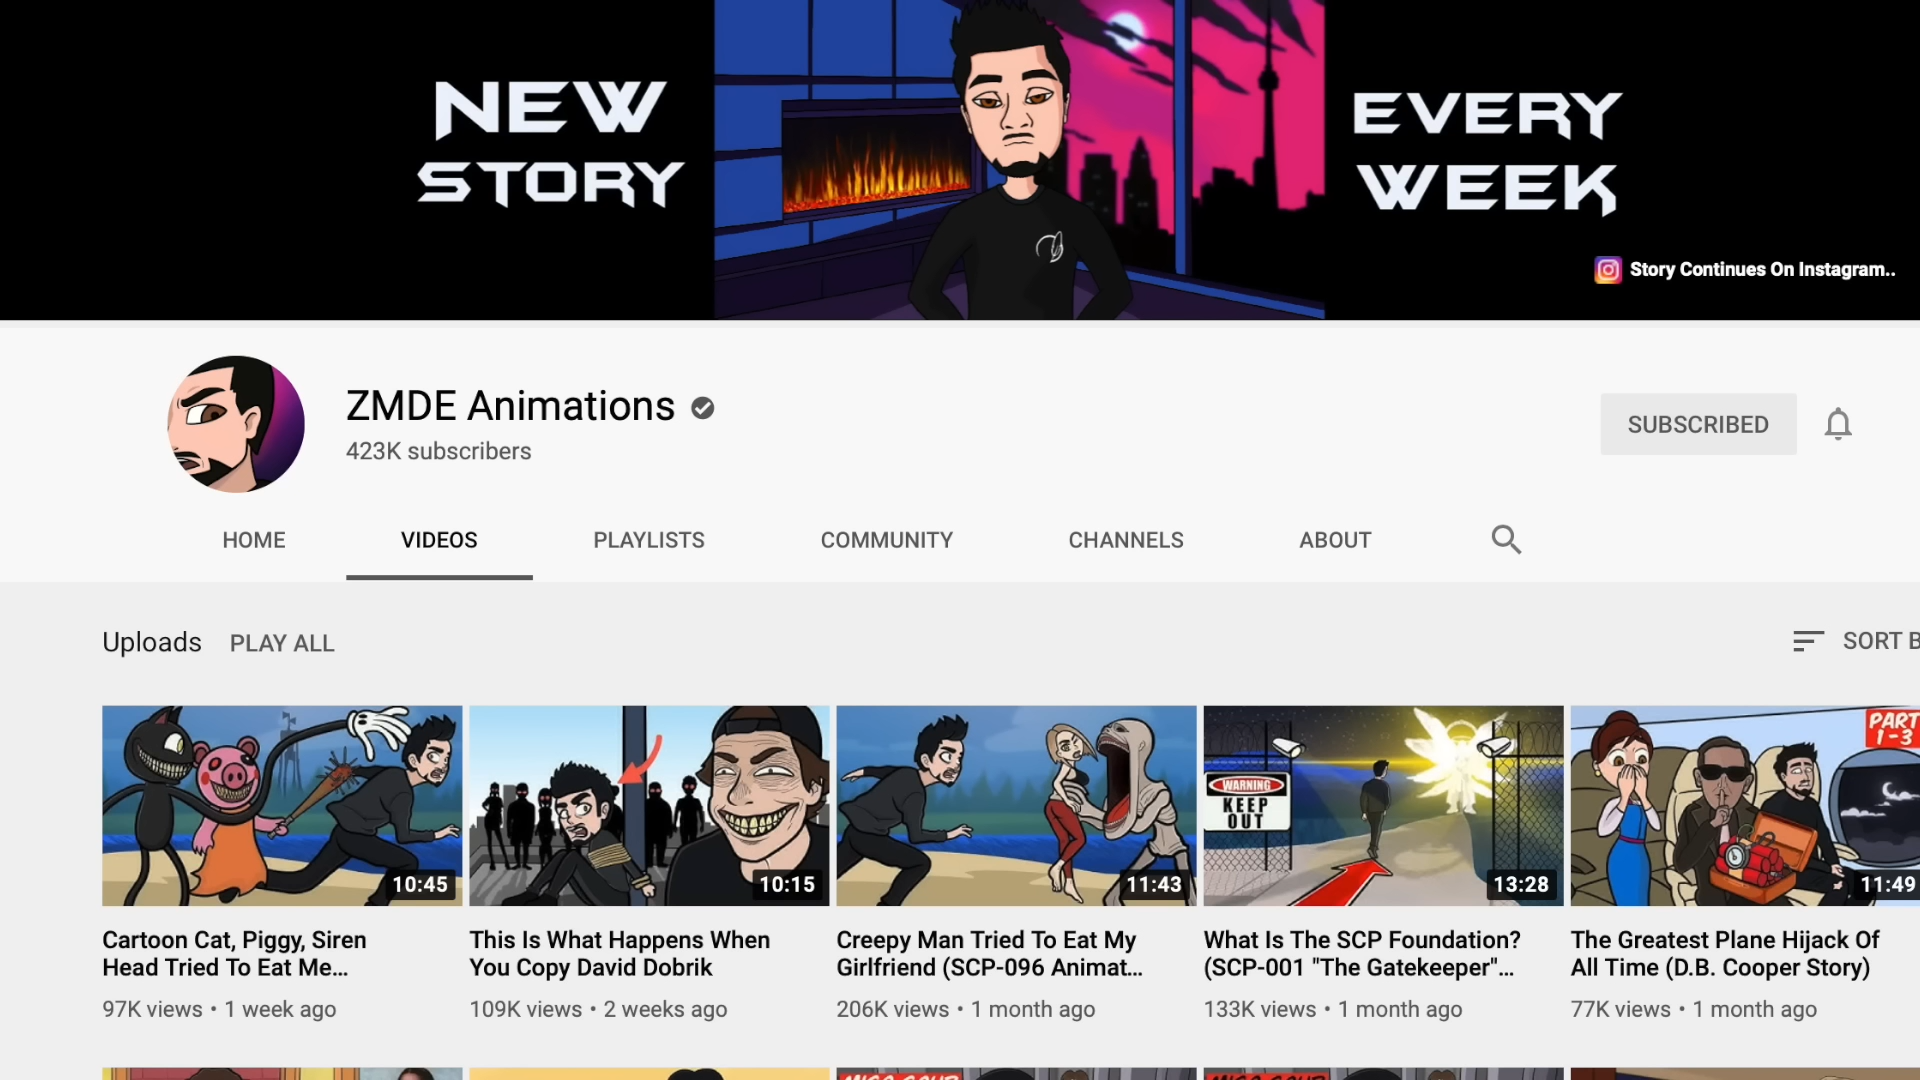 NEW
STORY
EVERY
WEEK
Story Continues On Instagram..
ZMDE Animations
423K subscribers
SUBSCRIBED
HOME VIDEOS PLAYLISTS COMMUNITY CHANNELS ABOUT
Uploads PLAY ALL
SORT B
10:45
10:15
11:43
WARNING
KEEP
OUT
13:28
PART
1-3
11:49
Cartoon Cat, Piggy, Siren
Head Tried To Eat Me...
97K views • 1 week ago
This Is What Happens When
You Copy David Dobrik
109K views • 2 weeks ago
Creepy Man Tried To Eat My
Girlfriend (SCP-096 Animat...
206K views • 1 month ago
What Is The SCP Foundation?
(SCP-001 "The Gatekeeper"...
133K views • 1 month ago
The Greatest Plane Hijack Of
All Time (D.B. Cooper Story)
77K views • 1 month ago